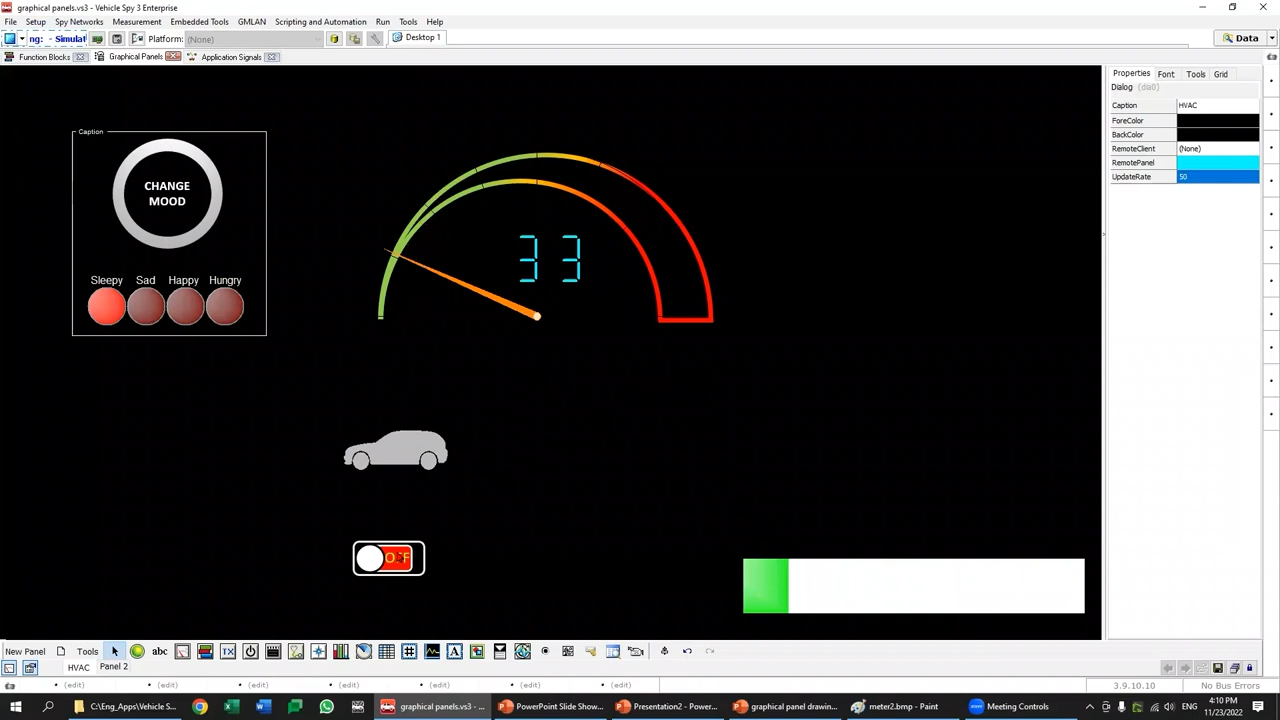 graphical panels.vs3 - Vehicle Spy 3 Enterprise
File Setup Spy Networks Measurement Embedded Tools GMLAN Scripting and Automation Run Tools Help
ng: - Simulat Platform: (None) Desktop 1 Data
Function Blocks Graphical Panels Application Signals
Properties Font Tools Grid
Dialog (dia0)
Caption HVAC
ForeColor
BackColor
RemoteClient (None)
RemotePanel
UpdateRate 50
Caption
CHANGE
MOOD
Sleepy Sad Happy Hungry
33
OFF
New Panel Tools abc
HVAC Panel 2
(edit) (edit) (edit) (edit) (edit) (edit) (edit) 3.9.10.10 No Bus Errors
C:\Eng_Apps\Vehicle S... graphical panels.vs3 -... PowerPoint Slide Show... Presentation2 - Power... graphical panel drawin... meter2.bmp - Paint Meeting Controls 4:10 PM
11/23/2022